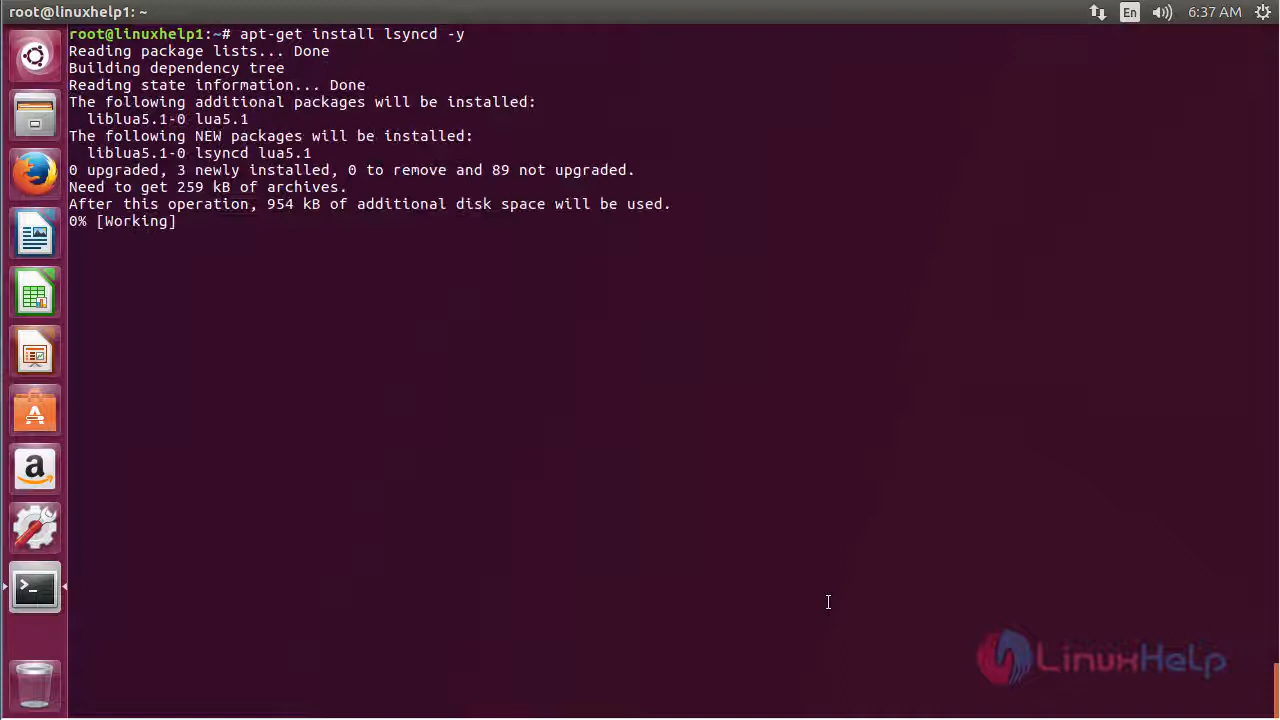 root@linuxhelp1: ~
En
6:37 AM
root@linuxhelp1:~# apt-get install lsyncd -y
Reading package lists... Done
Building dependency tree
Reading state information... Done
The following additional packages will be installed:
liblua5.1-0 lua5.1
The following NEW packages will be installed:
liblua5.1-0 lsyncd lua5.1
0 upgraded, 3 newly installed, 0 to remove and 89 not upgraded.
Need to get 259 kB of archives.
After this operation, 954 kB of additional disk space will be used.
0% [Working]
LinuxHelp